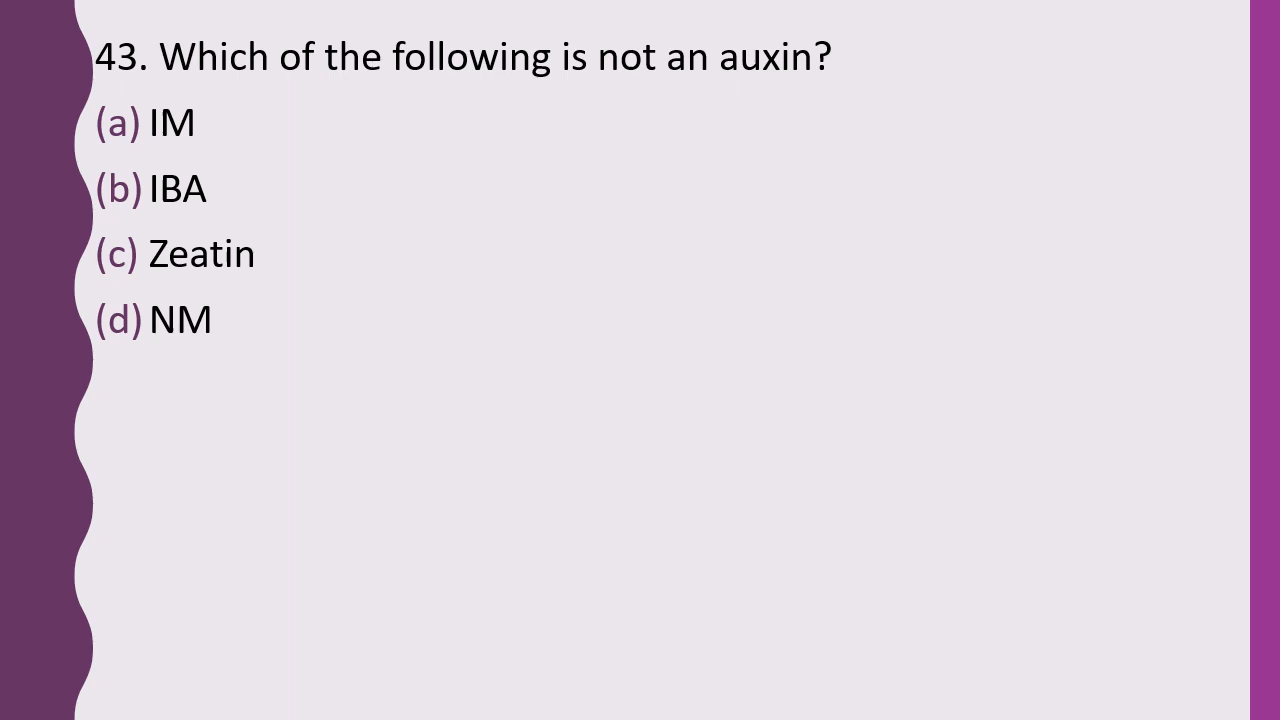 43. Which of the following is not an auxin?
(a) IM
(b) IBA
(c) Zeatin
(d) NM